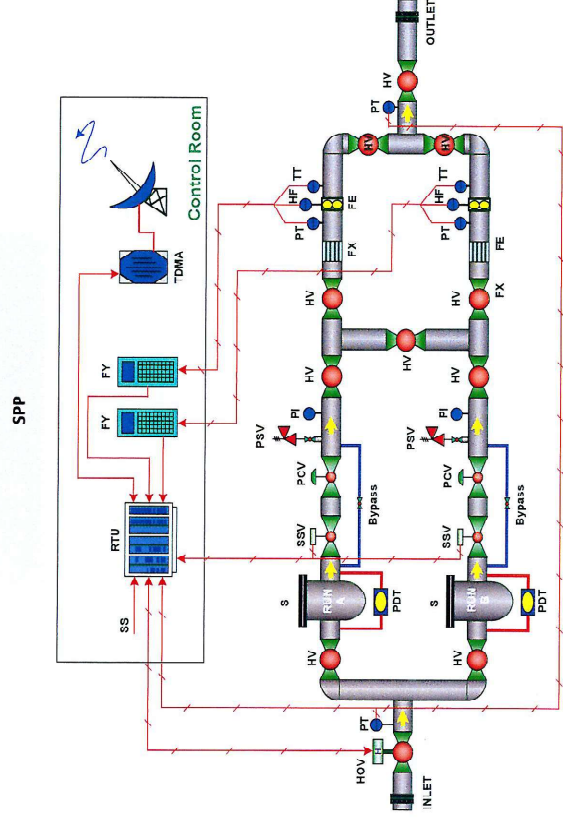 SPP
SS
RTU
FY
FY
TDMA
Control Room
HOV
H
INLET
PT
HV
S
RUN
A
PDT
SSV
Bypass
PCV
PSV
PI
HV
HV
HV
FX
PT
HF
TT
FE
HV
HV
S
RUN
B
PDT
SSV
Bypass
PCV
PSV
PI
HV
HV
FX
FE
PT
HF
TT
FE
HV
PT
HV
OUTLET